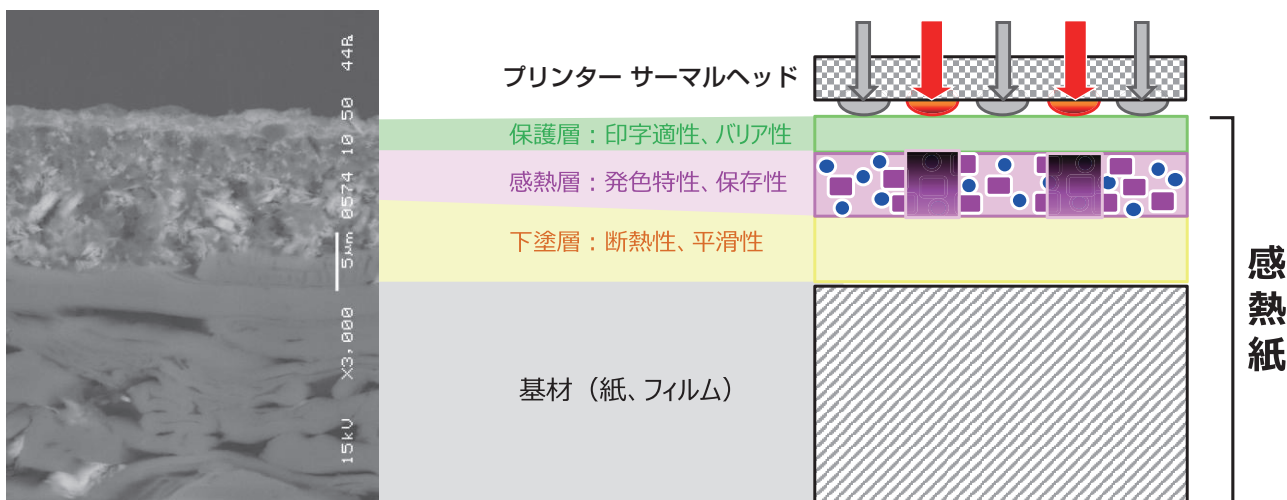 15kV X3,000 5μm 0574 10 50 44R
プリンター サーマルヘッド
保護層：印字適性、バリア性
感熱層：発色特性、保存性
下塗層：断熱性、平滑性
基材（紙、フィルム）
感熱紙